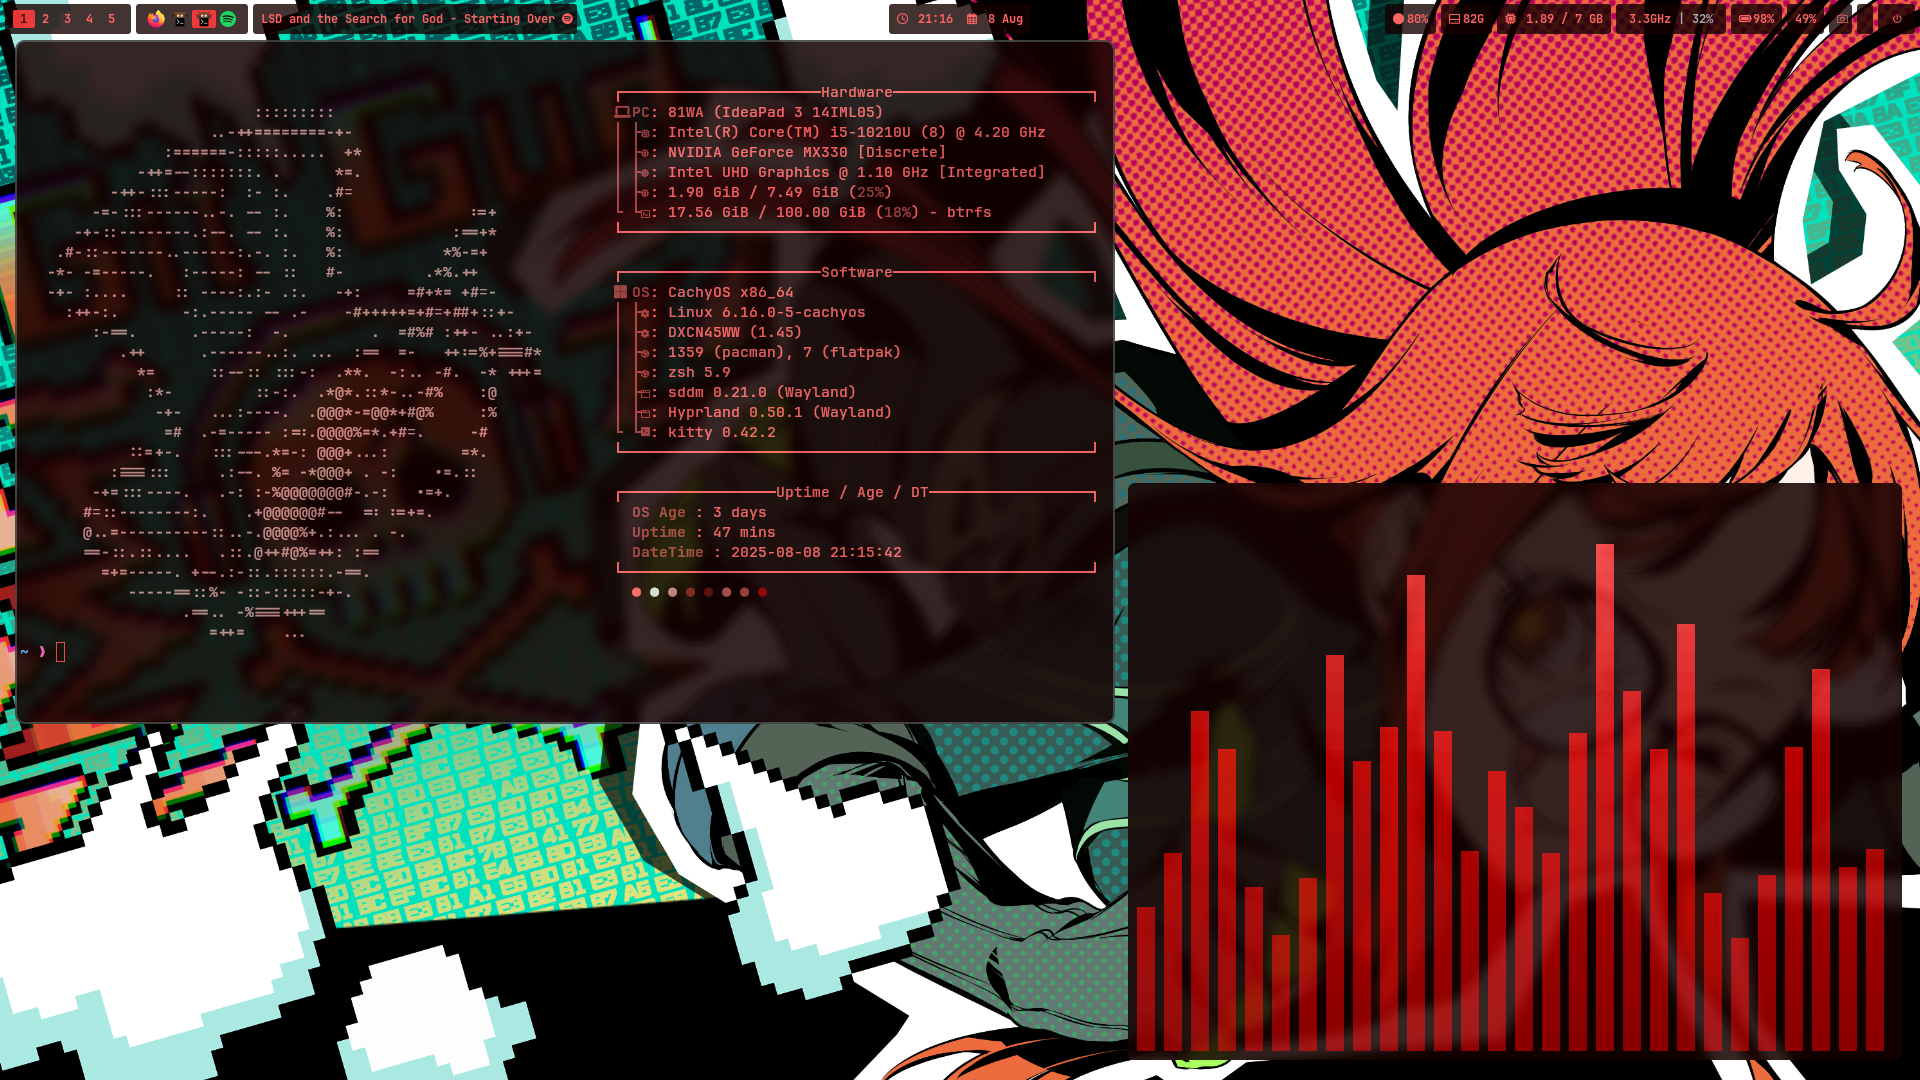 1 2 3 4 5
LSD and the Search for God - Starting Over
21:16 8 Aug
80% 82G 1.89 / 7 GB 3.3GHz | 32% 98% 49%
Hardware
PC: 81WA (IdeaPad 3 14IML05)
: Intel(R) Core(TM) i5-10210U (8) @ 4.20 GHz
: NVIDIA GeForce MX330 [Discrete]
: Intel UHD Graphics @ 1.10 GHz [Integrated]
: 1.90 GiB / 7.49 GiB (25%)
: 17.56 GiB / 100.00 GiB (18%) - btrfs
Software
OS: CachyOS x86_64
: Linux 6.16.0-5-cachyos
: DXCN45WW (1.45)
: 1359 (pacman), 7 (flatpak)
: zsh 5.9
: sddm 0.21.0 (Wayland)
: Hyprland 0.50.1 (Wayland)
: kitty 0.42.2
Uptime / Age / DT
OS Age : 3 days
Uptime : 47 mins
DateTime : 2025-08-08 21:15:42
~ ❯